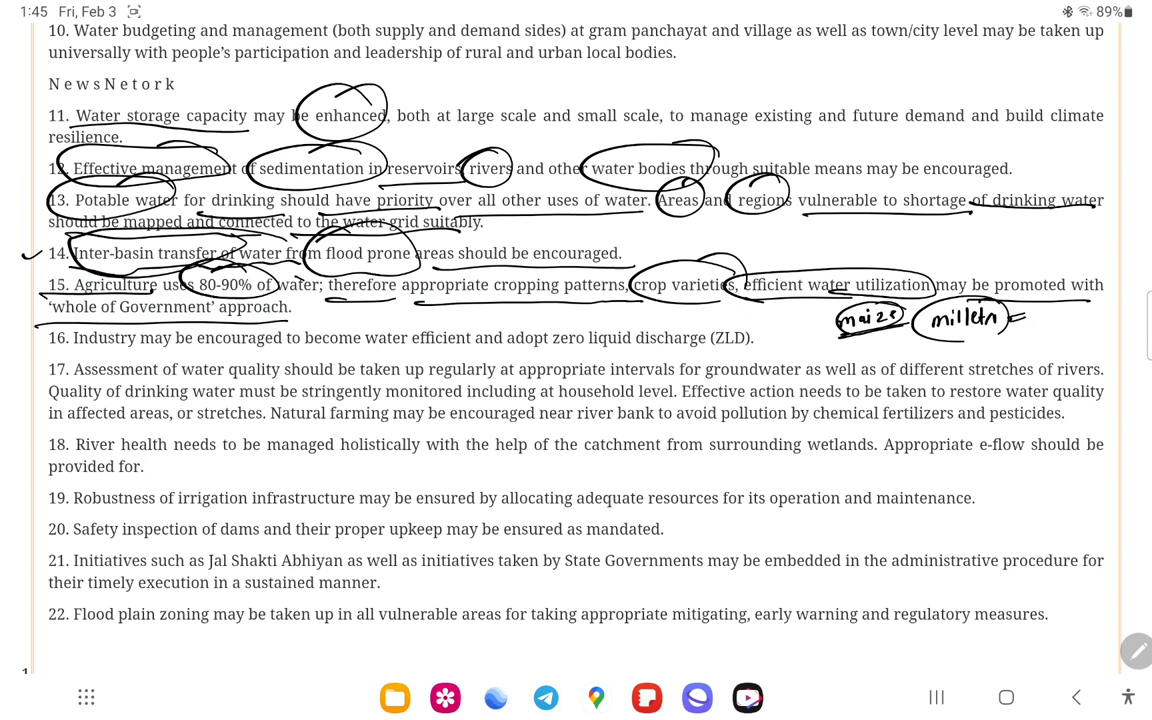 1:45 Fri, Feb 3 89%
10. Water budgeting and management (both supply and demand sides) at gram panchayat and village as well as town/city level may be taken up
universally with people's participation and leadership of rural and urban local bodies.
N e w s N e t o r k
11. Water storage capacity may be enhanced, both at large scale and small scale, to manage existing and future demand and build climate
resilience.
12. Effective management of sedimentation in reservoirs, rivers and other water bodies through suitable means may be encouraged.
13. Potable water for drinking should have priority over all other uses of water. Areas and regions vulnerable to shortage of drinking water
should be mapped and connected to the water grid suitably.
14. Inter-basin transfer of water from flood prone areas should be encouraged.
15. Agriculture uses 80-90% of water; therefore appropriate cropping patterns, crop varieties, efficient water utilization may be promoted with
'whole of Government' approach.
maize millets
16. Industry may be encouraged to become water efficient and adopt zero liquid discharge (ZLD).
17. Assessment of water quality should be taken up regularly at appropriate intervals for groundwater as well as of different stretches of rivers.
Quality of drinking water must be stringently monitored including at household level. Effective action needs to be taken to restore water quality
in affected areas, or stretches. Natural farming may be encouraged near river bank to avoid pollution by chemical fertilizers and pesticides.
18. River health needs to be managed holistically with the help of the catchment from surrounding wetlands. Appropriate e-flow should be
provided for.
19. Robustness of irrigation infrastructure may be ensured by allocating adequate resources for its operation and maintenance.
20. Safety inspection of dams and their proper upkeep may be ensured as mandated.
21. Initiatives such as Jal Shakti Abhiyan as well as initiatives taken by State Governments may be embedded in the administrative procedure for
their timely execution in a sustained manner.
22. Flood plain zoning may be taken up in all vulnerable areas for taking appropriate mitigating, early warning and regulatory measures.